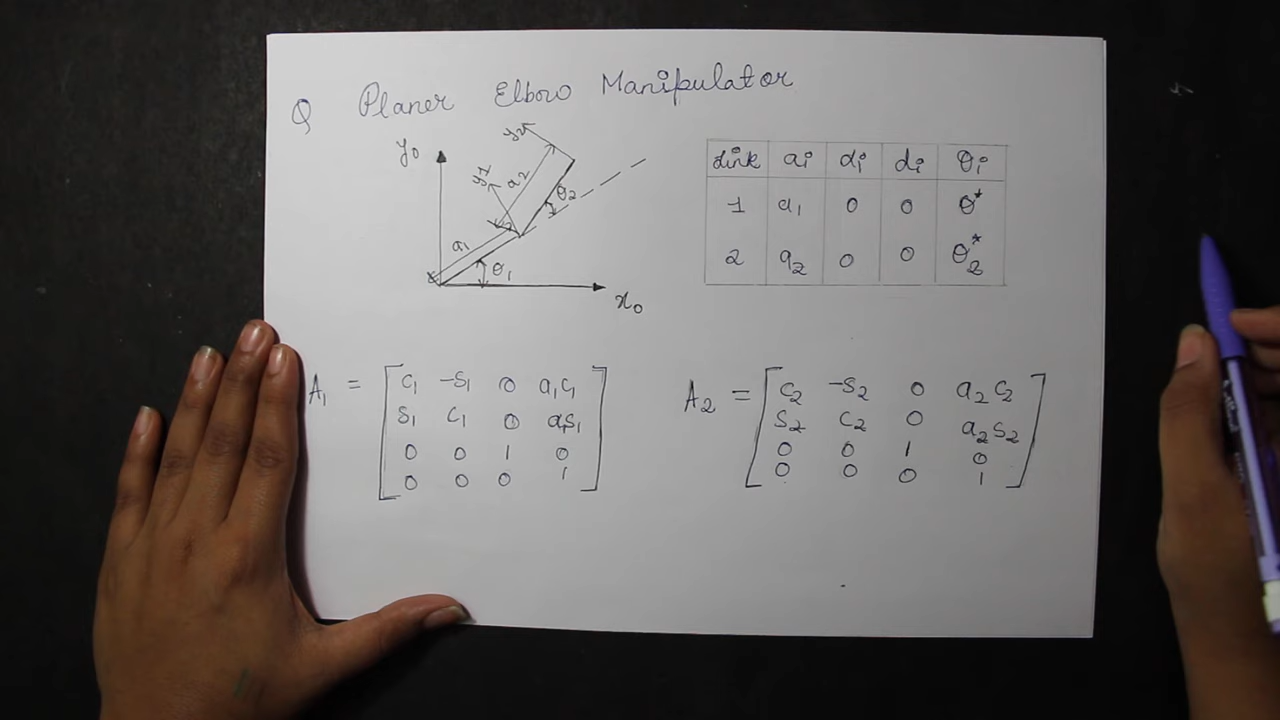 Q Planer Elbow Manipulator
y0
y2
y1
a2
a1
θ2
θ1
x0
Link ai αi di θi
1 a1 0 0 θ*
2 a2 0 0 θ2*
A1 = [ C1 -S1 0 a1C1
S1 C1 0 a1S1
0 0 1 0
0 0 0 1 ]
A2 = [ C2 -S2 0 a2C2
S2 C2 0 a2S2
0 0 1 0
0 0 0 1 ]